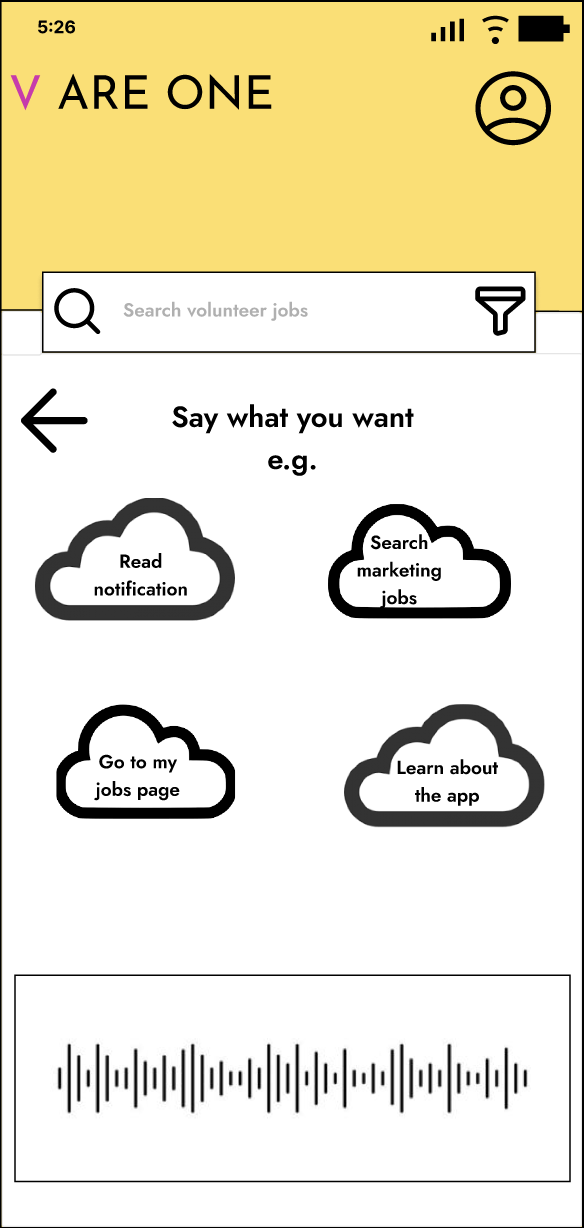 5:26
V ARE ONE
Search volunteer jobs
Say what you want
e.g.
Read
notification
Search
marketing
jobs
Go to my
jobs page
Learn about
the app